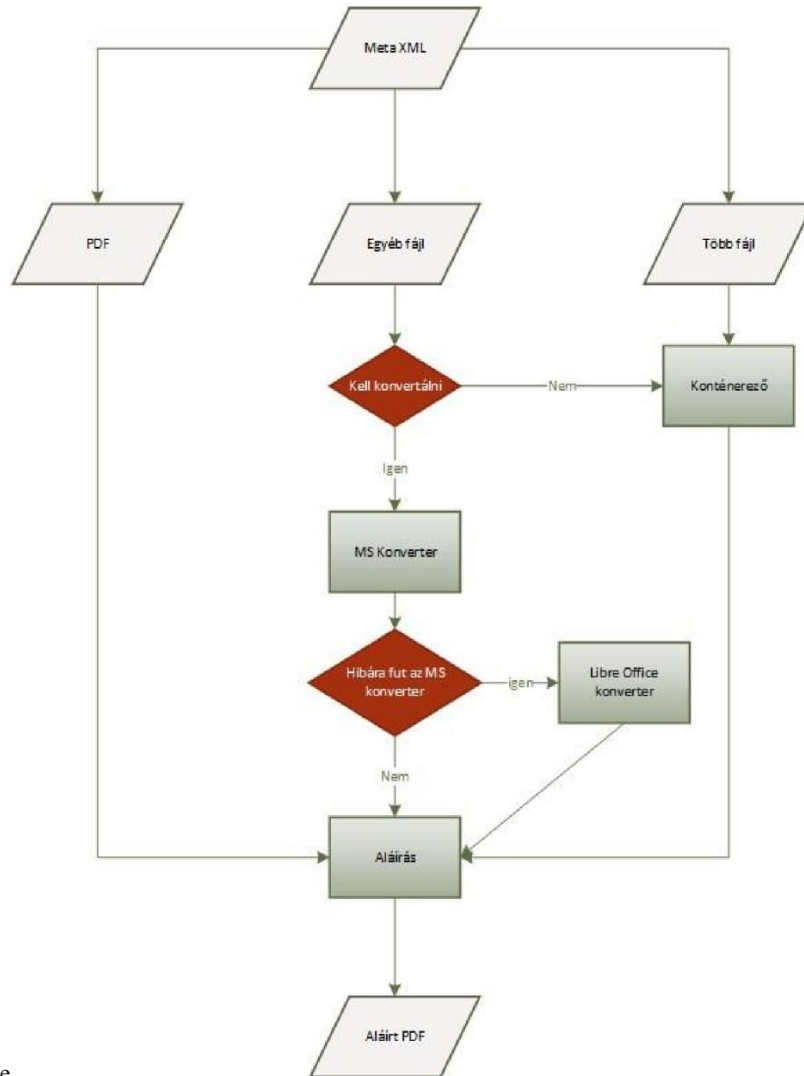 Meta XML
PDF
Egyéb fájl
Több fájl
Kell konvertálni
Nem
Konténerező
Igen
MS Konverter
Hibára fut az MS
konverter
igen
Libre Office
konverter
Nem
Aláírás
Aláírt PDF
e